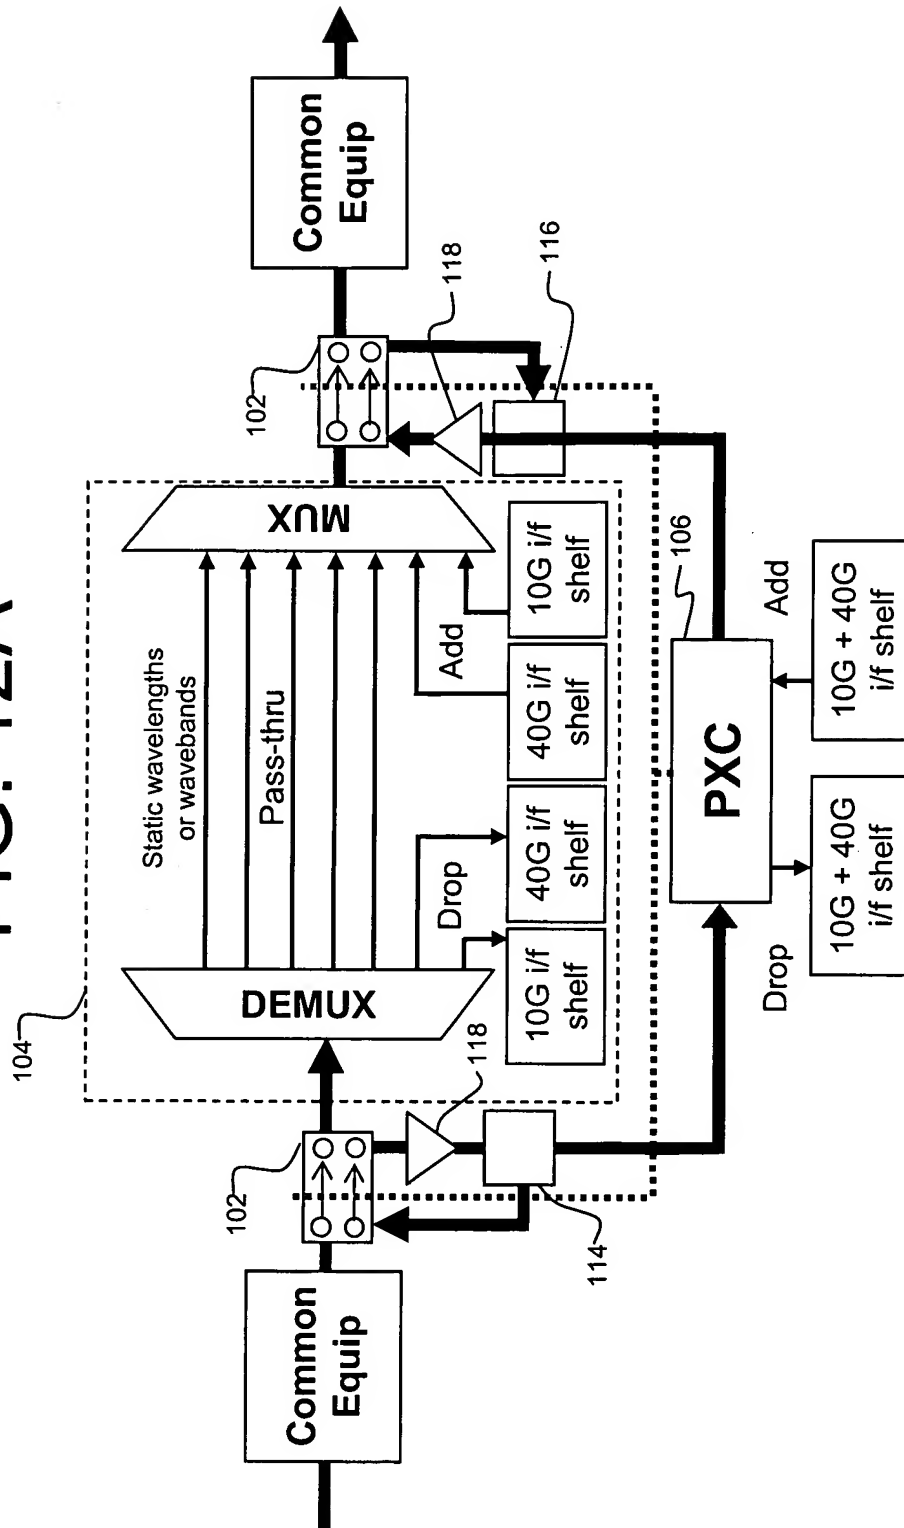 FIG. 12A
104
Static wavelengths
or wavebands
Pass-thru
DEMUX
MUX
Drop
Add
10G i/f
shelf
40G i/f
shelf
40G i/f
shelf
10G i/f
shelf
Common
Equip
102
118
114
102
118
116
Common
Equip
106
PXC
Drop
Add
10G + 40G
i/f shelf
10G + 40G
i/f shelf